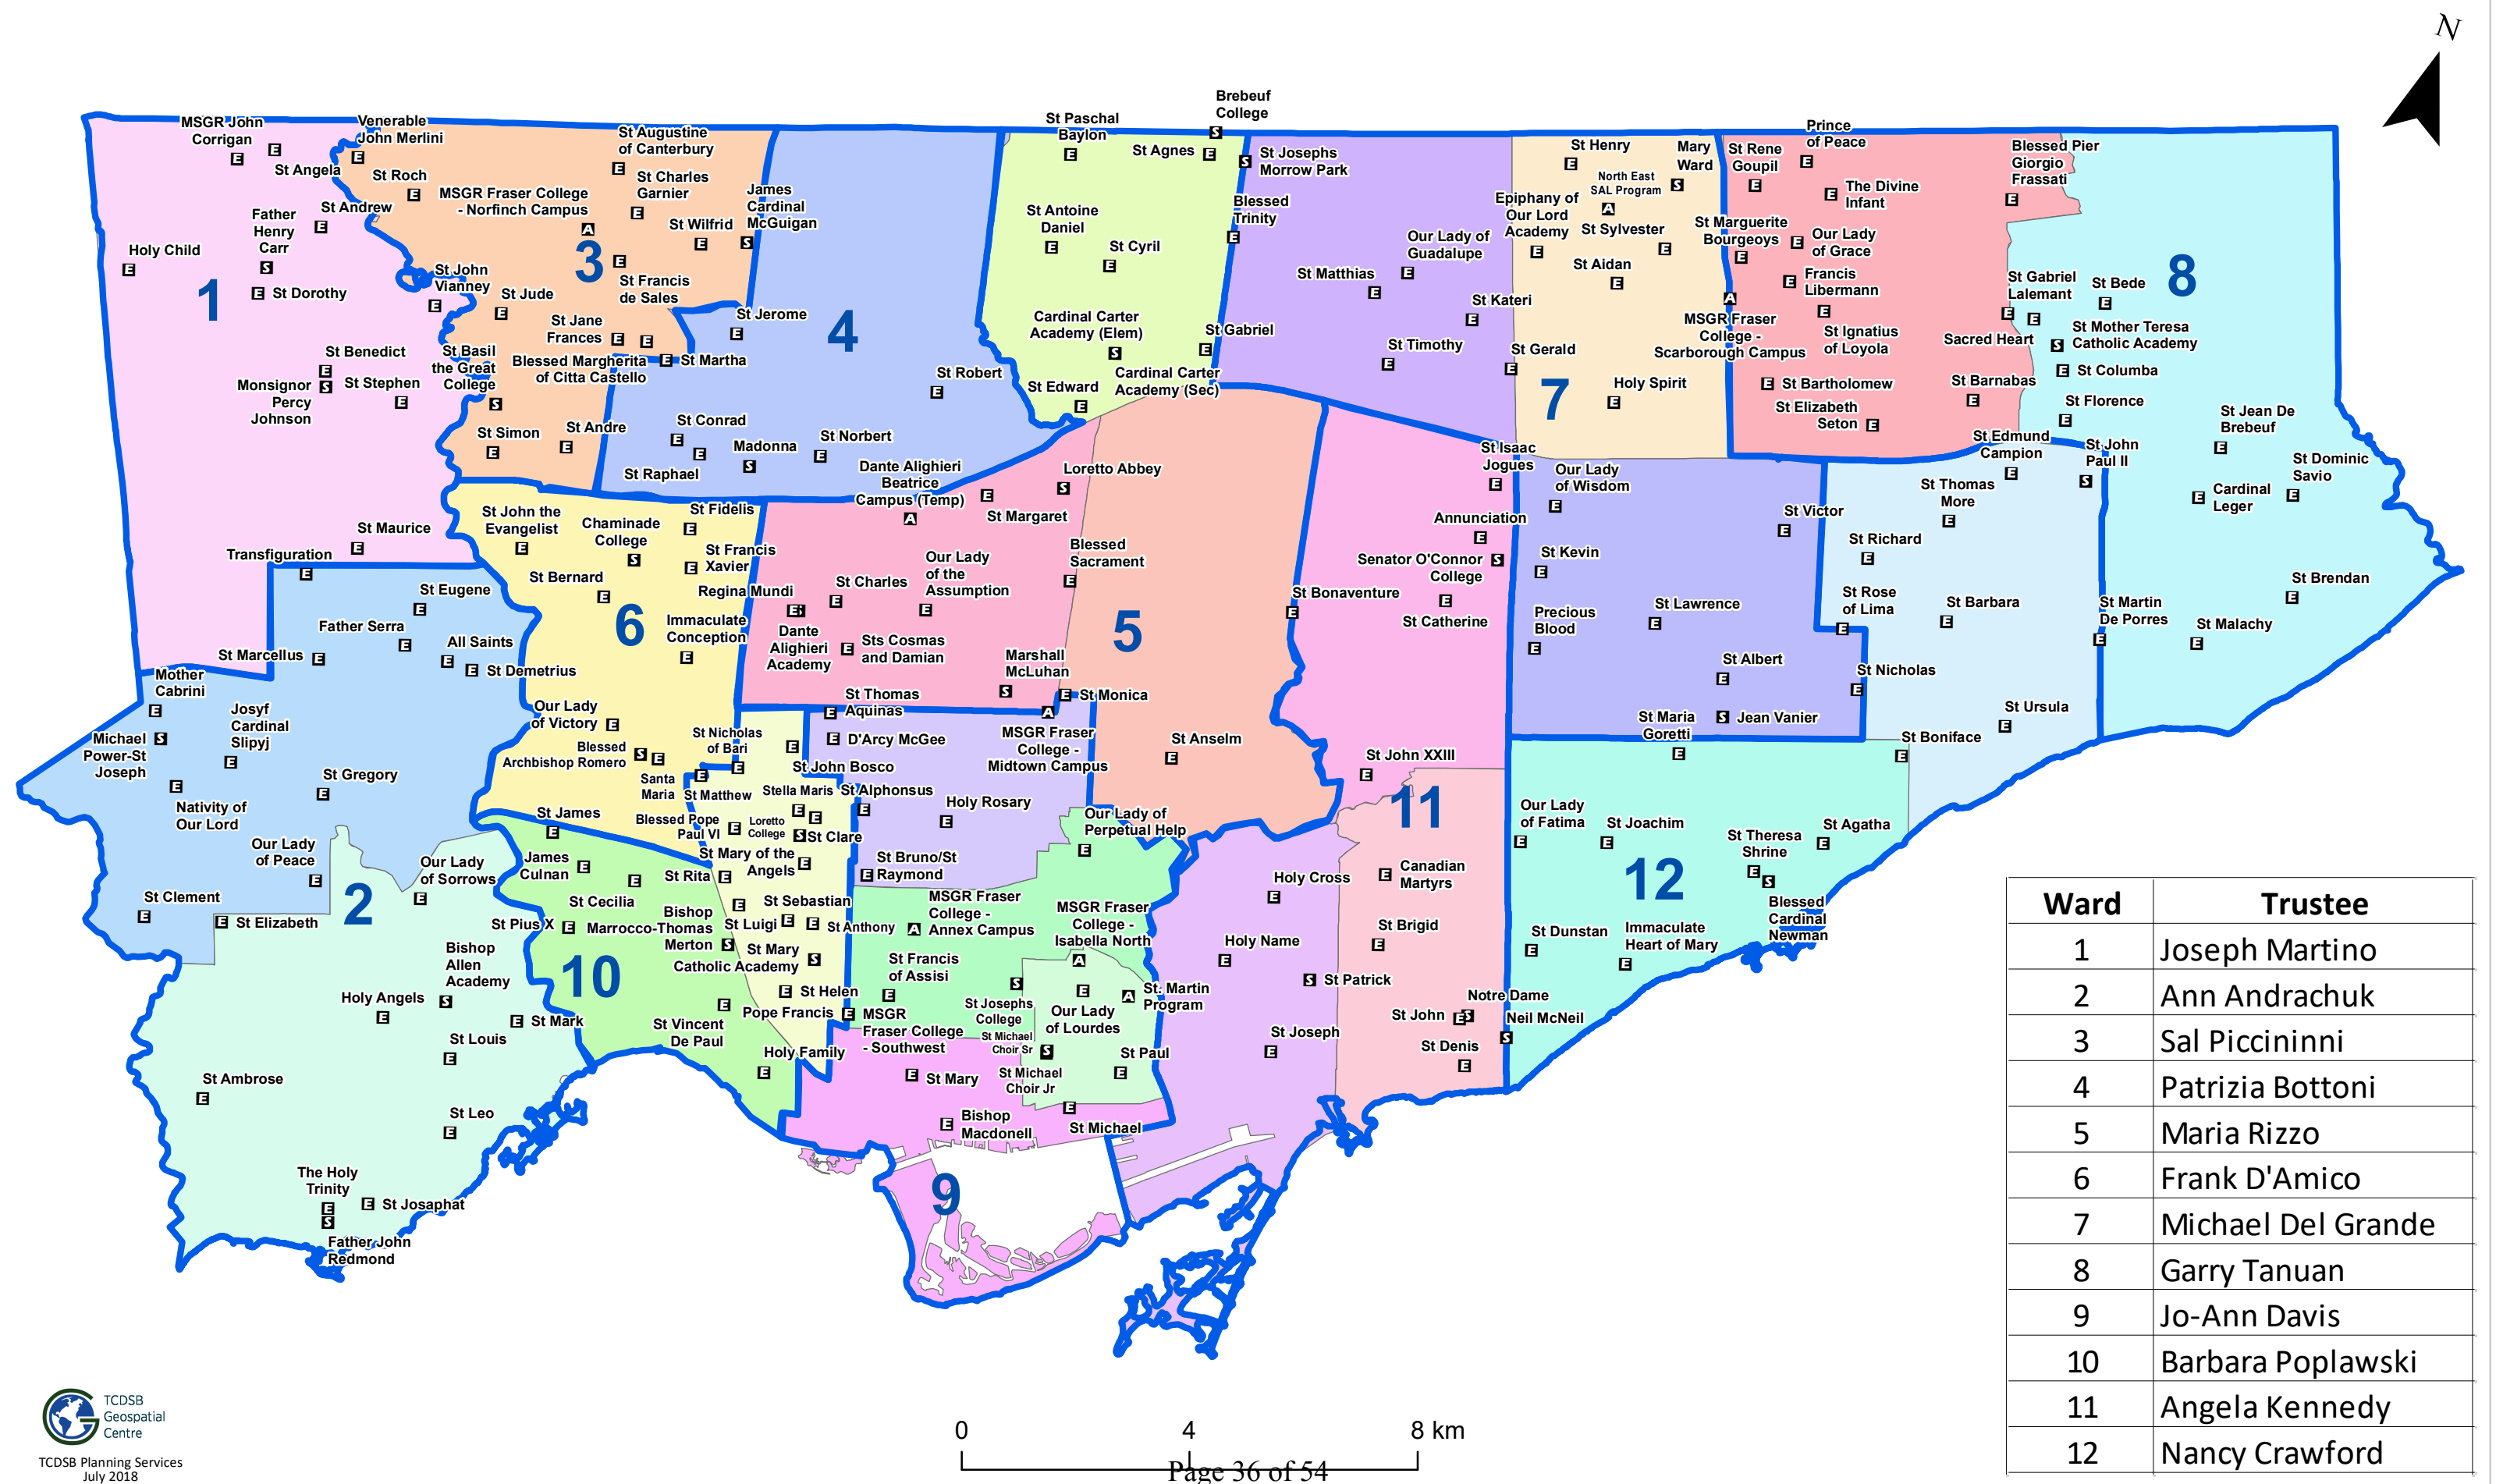 N
Brebeuf
College
St Paschal
Baylon
St Agnes
St Josephs
Morrow Park
Blessed
Trinity
MSGR John
Corrigan
St Angela
Venerable
John Merlini
St Roch
St Andrew
Father
Henry
Carr
Holy Child
1
St Dorothy
St Benedict
Monsignor
Percy
Johnson
St Stephen
St Maurice
Transfiguration
St Augustine
of Canterbury
St Charles
Garnier
MSGR Fraser College
- Norfinch Campus
St Wilfrid
James
Cardinal
McGuigan
3
St John
Vianney
St Jude
St Francis
de Sales
St Jane
Frances
St Basil
the Great
College
Blessed Margherita
of Citta Castello
St Simon
St Andre
St Jerome
4
St Martha
St Robert
St Conrad
St Raphael
Madonna
St Norbert
St Antoine
Daniel
St Cyril
Cardinal Carter
Academy (Elem)
St Gabriel
St Edward
Cardinal Carter
Academy (Sec)
Our Lady of
Guadalupe
St Matthias
St Kateri
St Timothy
Epiphany of
Our Lord
Academy
St Henry
Mary
Ward
North East
SAL Program
St Sylvester
St Aidan
St Gerald
7
Holy Spirit
St Rene
Goupil
Prince
of Peace
The Divine
Infant
St Marguerite
Bourgeoys
Our Lady
of Grace
Francis
Libermann
MSGR Fraser
College -
Scarborough Campus
St Ignatius
of Loyola
St Bartholomew
St Elizabeth
Seton
St Barnabas
Sacred Heart
Blessed Pier
Giorgio
Frassati
St Gabriel
Lalemant
St Bede
8
St Mother Teresa
Catholic Academy
St Columba
St Florence
St Jean De
Brebeuf
St Edmund
Campion
St John
Paul II
St Dominic
Savio
Cardinal
Leger
St Thomas
More
St Richard
St Rose
of Lima
St Barbara
St Martin
De Porres
St Malachy
St Brendan
St Nicholas
St Ursula
St Boniface
St Isaac
Jogues
Our Lady
of Wisdom
St Victor
Annunciation
Senator O'Connor
College
St Kevin
St Bonaventure
St Catherine
Precious
Blood
St Lawrence
St Albert
Jean Vanier
St Maria
Goretti
Dante Alighieri
Beatrice
Campus (Temp)
Loretto Abbey
St Margaret
Blessed
Sacrament
Our Lady
of the
Assumption
St Charles
Regina Mundi
Dante
Alighieri
Academy
Sts Cosmas
and Damian
Marshall
McLuhan
5
St Monica
St Anselm
St John the
Evangelist
Chaminade
College
St Fidelis
St Francis
Xavier
St Bernard
6
Immaculate
Conception
Our Lady
of Victory
Blessed
Archbishop Romero
Santa
Maria
St Nicholas
of Bari
St Matthew
St John Bosco
St Eugene
Father Serra
All Saints
St Marcellus
St Demetrius
Mother
Cabrini
Josyf
Cardinal
Slipyj
Michael
Power-St
Joseph
Nativity of
Our Lord
St Gregory
Our Lady
of Peace
St Clement
St Elizabeth
2
Our Lady
of Sorrows
Bishop
Allen
Academy
Holy Angels
St Louis
St Mark
St Ambrose
St Leo
The Holy
Trinity
St Josaphat
Father John
Redmond
St James
James
Culnan
St Cecilia
St Rita
St Pius X
Bishop
Marrocco-Thomas
Merton
10
St Vincent
De Paul
Holy Family
St Thomas
Aquinas
D'Arcy McGee
MSGR Fraser
College -
Midtown Campus
Stella Maris
St Alphonsus
Holy Rosary
Blessed Pope
Paul VI
Loretto
College
St Clare
St Mary of the
Angels
St Bruno/St
Raymond
Our Lady of
Perpetual Help
St Sebastian
St Luigi
St Anthony
St Mary
Catholic Academy
St Helen
Pope Francis
MSGR Fraser
College -
Annex Campus
MSGR Fraser
College -
Isabella North
St Francis
of Assisi
St Josephs
College
Our Lady
of Lourdes
St. Martin
Program
MSGR
Fraser College
- Southwest
St Michael
Choir Sr
St Michael
Choir Jr
St Paul
St Mary
Bishop
Macdonell
St Michael
9
St John XXIII
11
Canadian
Martyrs
Holy Cross
St Brigid
Holy Name
St Patrick
St Joseph
Notre Dame
St John
Neil McNeil
St Denis
Our Lady
of Fatima
St Joachim
St Theresa
Shrine
St Agatha
12
Blessed
Cardinal
Newman
St Dunstan
Immaculate
Heart of Mary
Ward Trustee
1 Joseph Martino
2 Ann Andrachuk
3 Sal Piccininni
4 Patrizia Bottoni
5 Maria Rizzo
6 Frank D'Amico
7 Michael Del Grande
8 Garry Tanuan
9 Jo-Ann Davis
10 Barbara Poplawski
11 Angela Kennedy
12 Nancy Crawford
TCDSB
Geospatial
Centre
TCDSB Planning Services
July 2018
0 4 8 km
Page 36 of 54